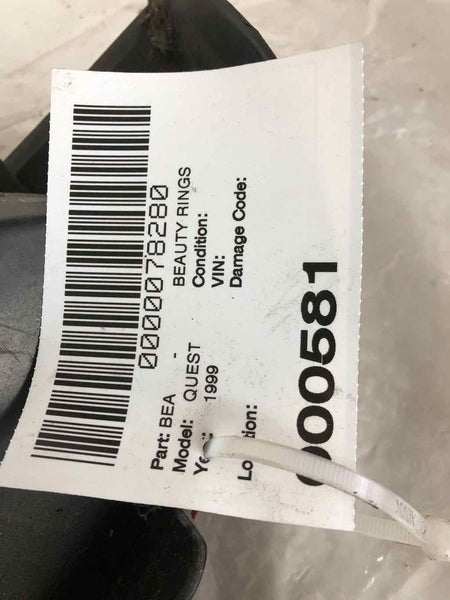 0000078280
Part: BEA - BEAUTY RINGS
Model: QUEST Condition:
1999 VIN:
Damage Code:
000581